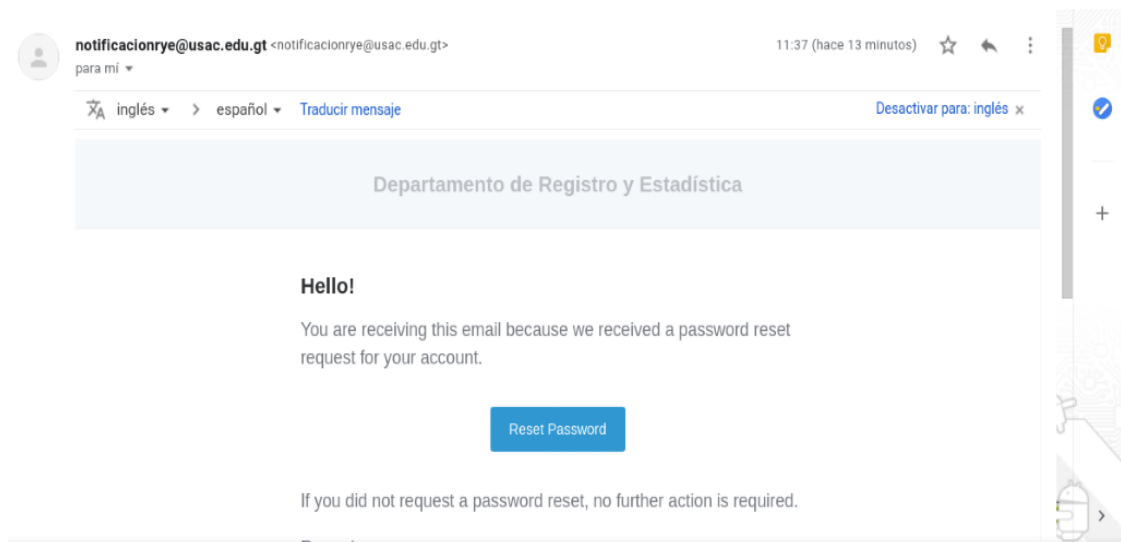 notificacionrye@usac.edu.gt <notificacionrye@usac.edu.gt> 11:37 (hace 13 minutos)
para mí
inglés > español Traducir mensaje Desactivar para: inglés ×
Departamento de Registro y Estadística
Hello!
You are receiving this email because we received a password reset
request for your account.
Reset Password
If you did not request a password reset, no further action is required.